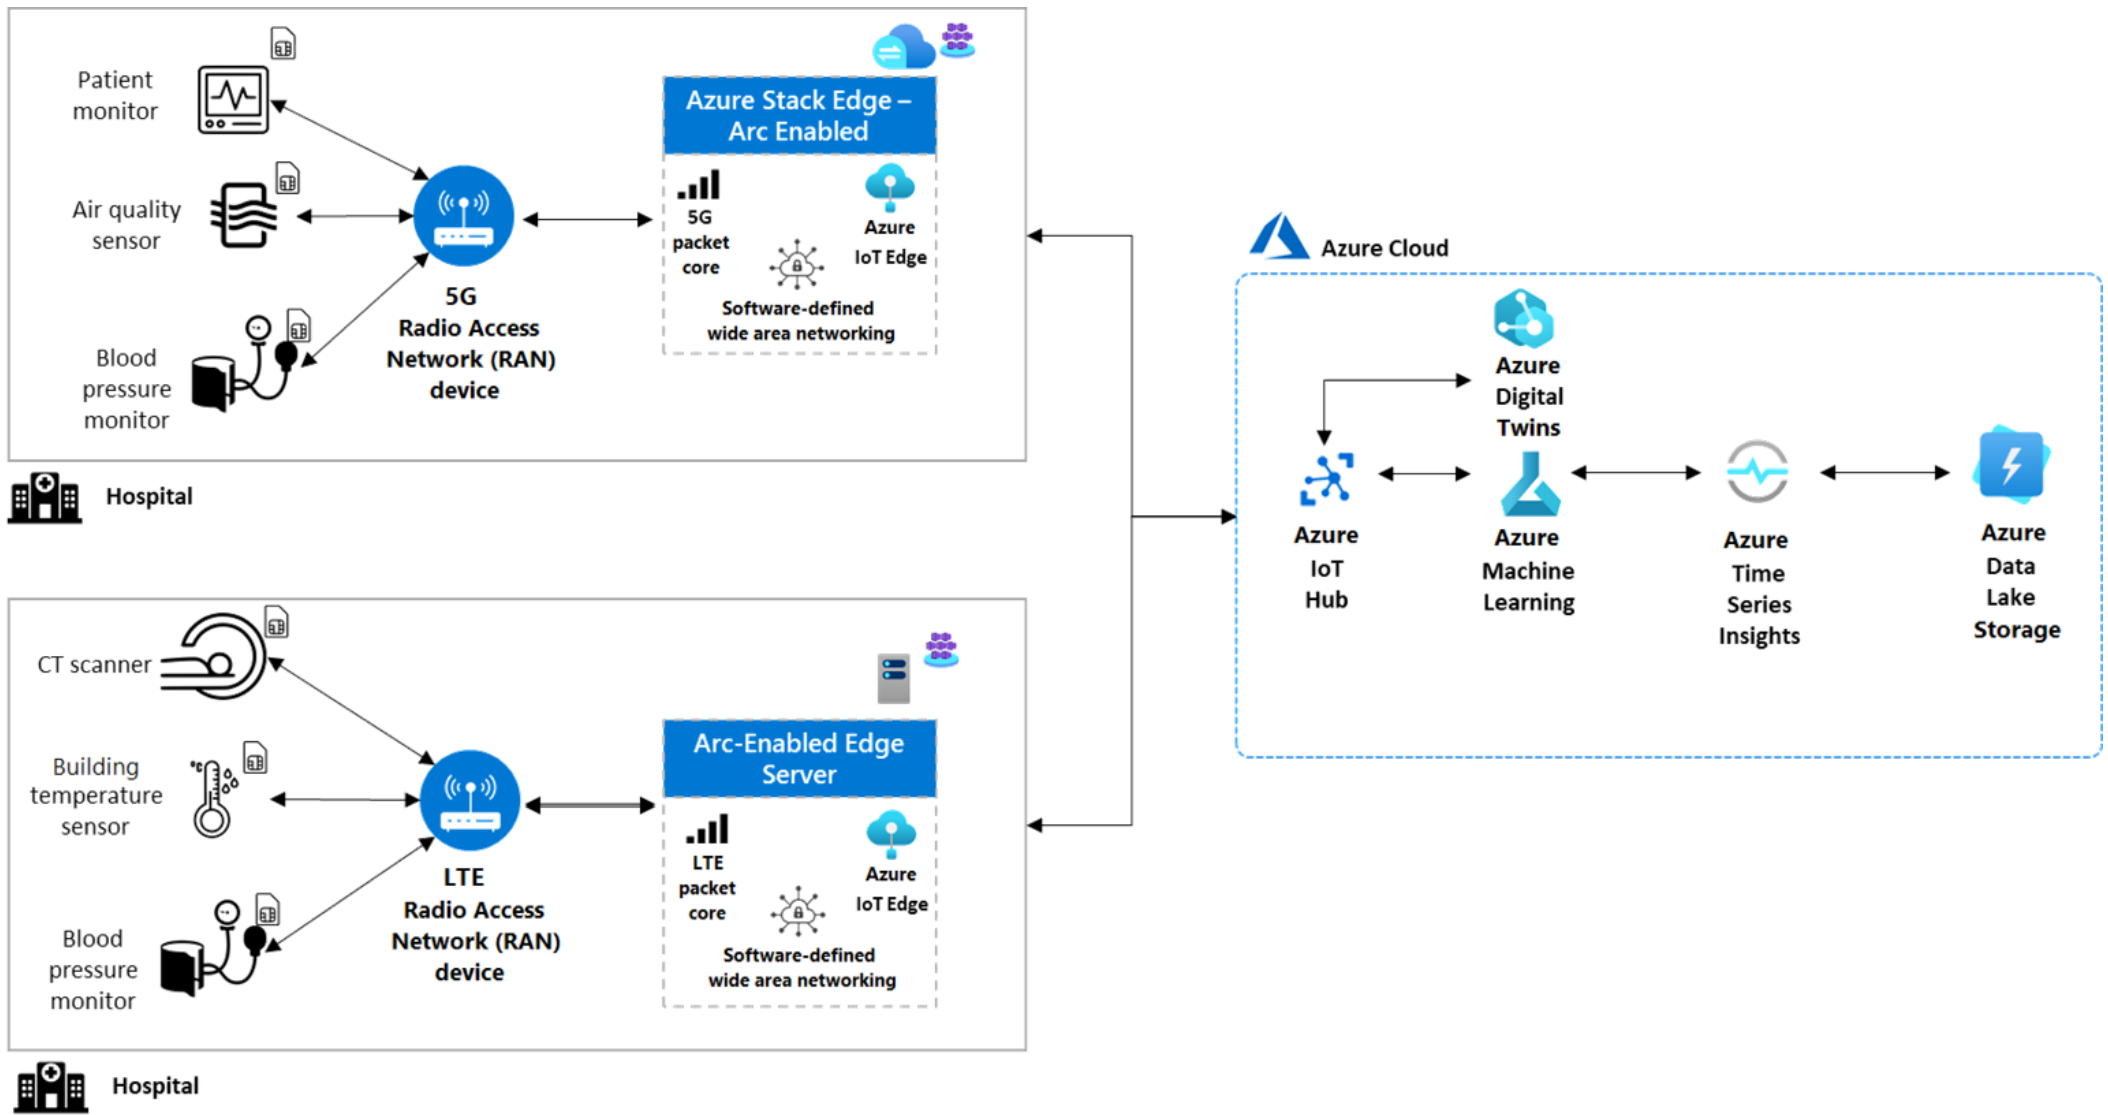 Patient
monitor
Air quality
sensor
Blood
pressure
monitor
5G
Radio Access
Network (RAN)
device
Azure Stack Edge –
Arc Enabled
5G
packet
core
Azure
IoT Edge
Software-defined
wide area networking
Hospital
CT scanner
Building
temperature
sensor
°C
Blood
pressure
monitor
LTE
Radio Access
Network (RAN)
device
Arc-Enabled Edge
Server
LTE
packet
core
Azure
IoT Edge
Software-defined
wide area networking
Hospital
Azure Cloud
Azure
Digital
Twins
Azure
IoT
Hub
Azure
Machine
Learning
Azure
Time
Series
Insights
Azure
Data
Lake
Storage